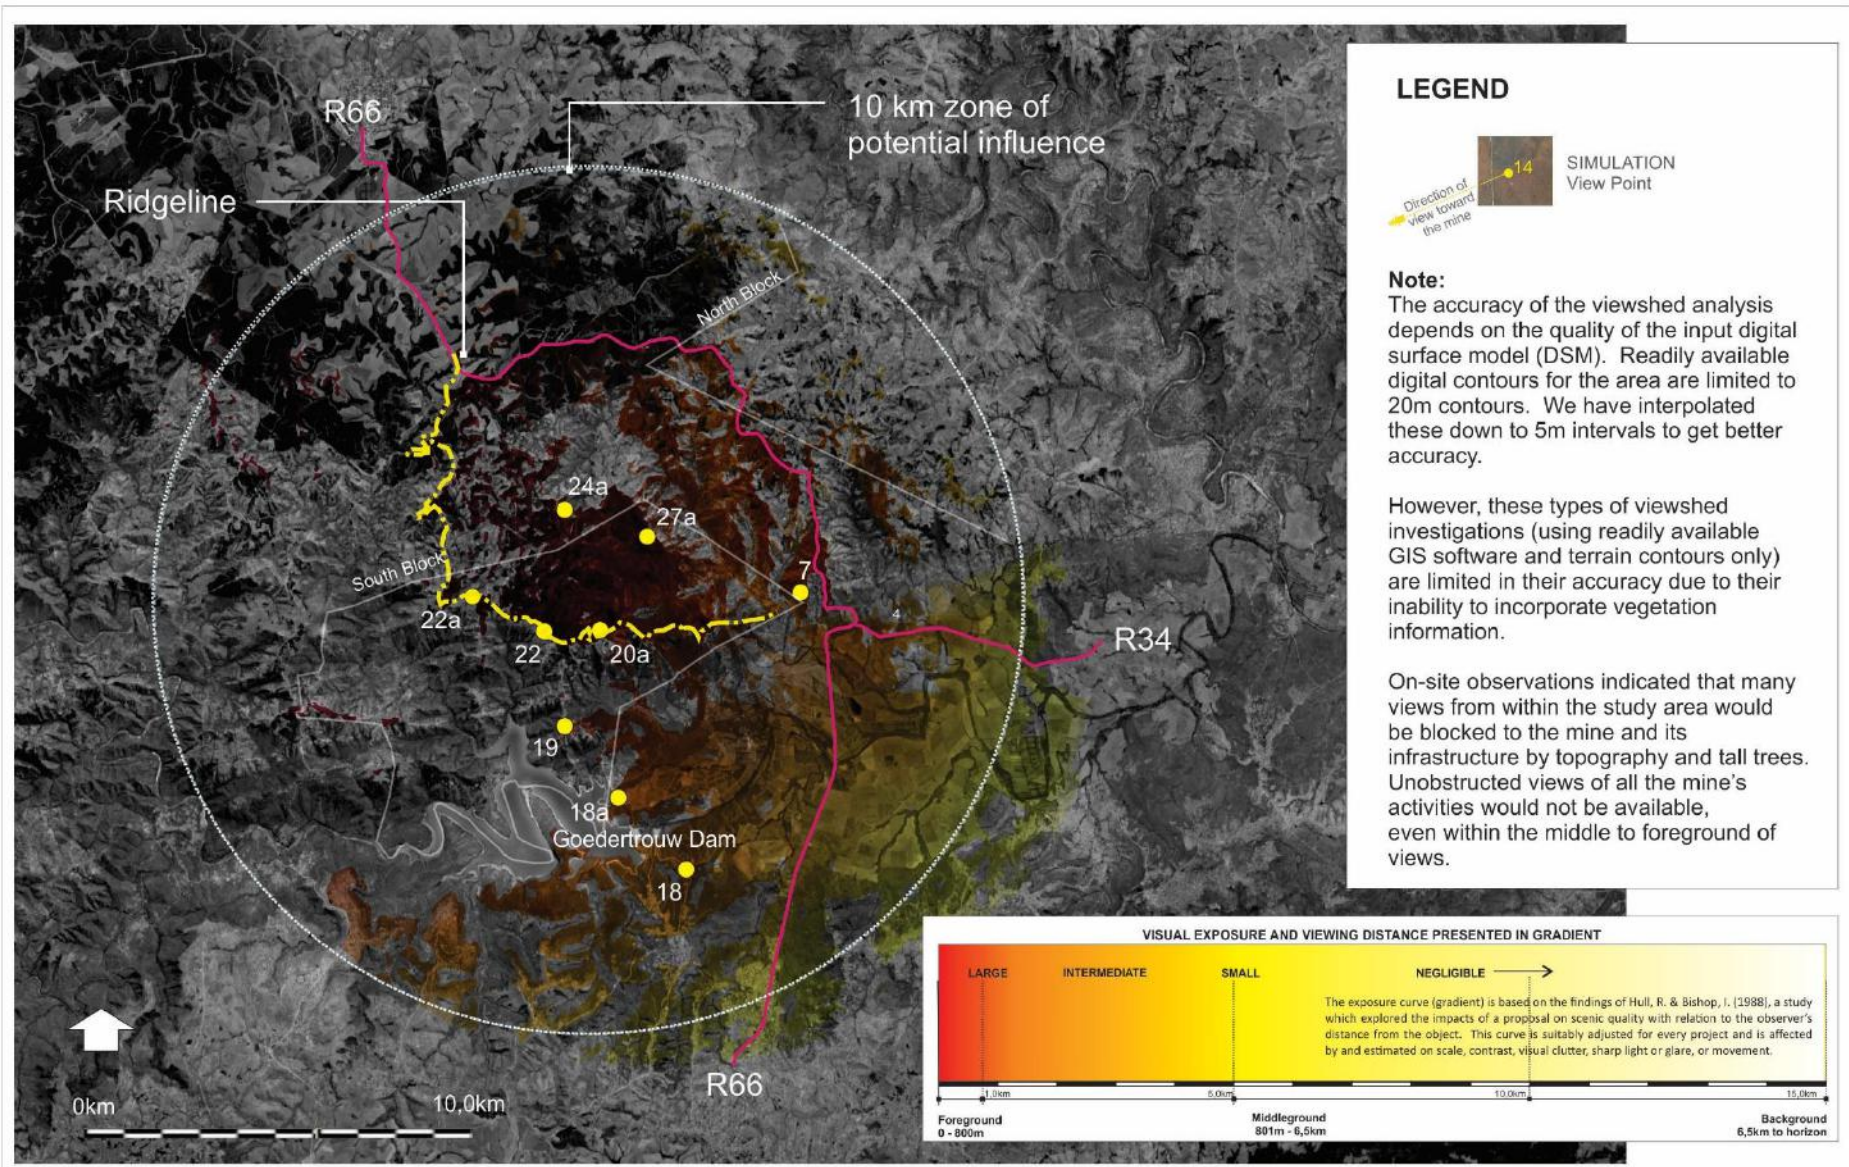 R66
10 km zone of
potential influence
Ridgeline
North Block
24a
27a
South Block
7
22a
22
20a
4
R34
19
18a
Goedertrouw Dam
18
R66
0km
10,0km
LEGEND
14
Direction of
view toward
the mine
SIMULATION
View Point
Note:
The accuracy of the viewshed analysis
depends on the quality of the input digital
surface model (DSM). Readily available
digital contours for the area are limited to
20m contours. We have interpolated
these down to 5m intervals to get better
accuracy.
However, these types of viewshed
investigations (using readily available
GIS software and terrain contours only)
are limited in their accuracy due to their
inability to incorporate vegetation
information.
On-site observations indicated that many
views from within the study area would
be blocked to the mine and its
infrastructure by topography and tall trees.
Unobstructed views of all the mine's
activities would not be available,
even within the middle to foreground of
views.
VISUAL EXPOSURE AND VIEWING DISTANCE PRESENTED IN GRADIENT
LARGE INTERMEDIATE SMALL NEGLIGIBLE
The exposure curve (gradient) is based on the findings of Hull, R. & Bishop, I. (1988), a study
which explored the impacts of a proposal on scenic quality with relation to the observer's
distance from the object. This curve is suitably adjusted for every project and is affected
by and estimated on scale, contrast, visual clutter, sharp light or glare, or movement.
1,0km 5,0km 10,0km 15,0km
Foreground
0 - 800m
Middleground
801m - 6,5km
Background
6,5km to horizon